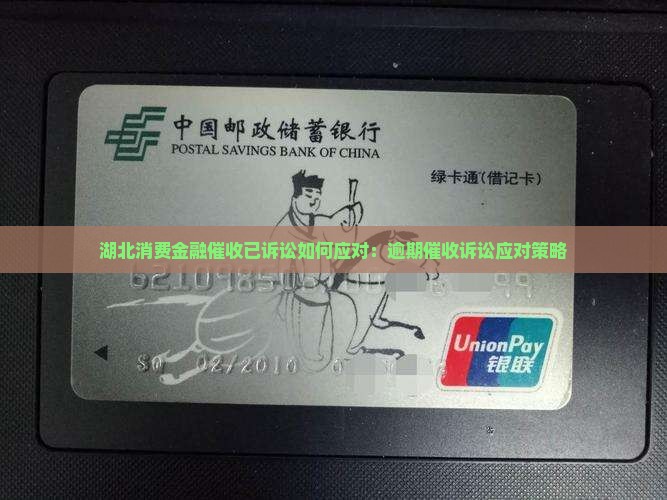 中国邮政储蓄银行
POSTAL SAVINGS BANK OF CHINA
绿卡通(借记卡)
湖北消费金融催收已诉讼如何应对：逾期催收诉讼应对策略
UnionPay
银联
02/2010